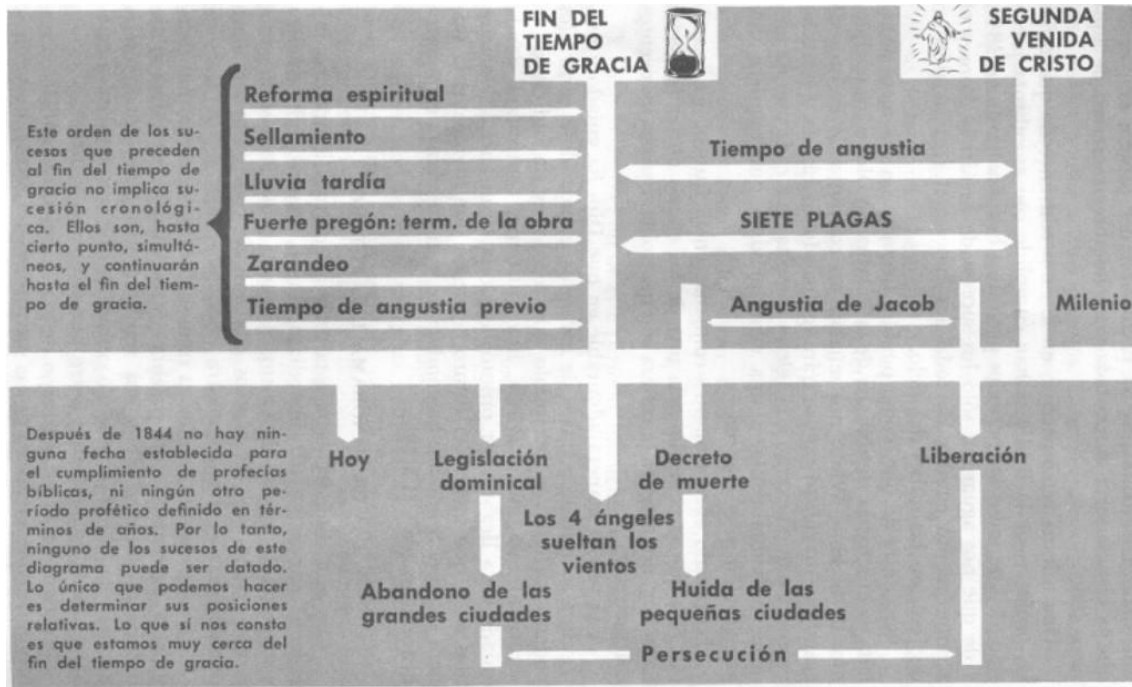 FIN DEL
TIEMPO
DE GRACIA
SEGUNDA
VENIDA
DE CRISTO
Este orden de los su-
cesos que preceden
al fin del tiempo de
gracia no implica su-
cesión cronológi-
ca. Ellos son, hasta
cierto punto, simultá-
neos, y continuarán
hasta el fin del tiem-
po de gracia.
Reforma espiritual
Sellamiento
Lluvia tardía
Fuerte pregón: term. de la obra
Zarandeo
Tiempo de angustia previo
Tiempo de angustia
SIETE PLAGAS
Angustia de Jacob
Milenio
Después de 1844 no hay nin-
guna fecha establecida para
el cumplimiento de profecías
bíblicas, ni ningún otro pe-
ríodo profético definido en tér-
minos de años. Por lo tanto,
ninguno de los sucesos de este
diagrama puede ser datado.
Lo único que podemos hacer
es determinar sus posiciones
relativas. Lo que sí nos consta
es que estamos muy cerca del
fin del tiempo de gracia.
Hoy
Legislación
dominical
Los 4 ángeles
sueltan los
vientos
Decreto
de muerte
Liberación
Abandono de las
grandes ciudades
Huida de las
pequeñas ciudades
Persecución